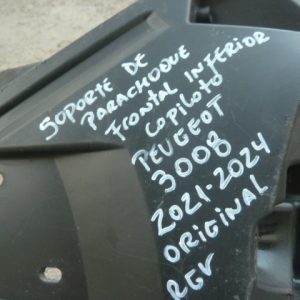 SOPORTE DE
PARACHOQUE
FRONTAL INFERIOR
COPILOTO
PEUGEOT
3008
2021-2024
ORIGINAL
RGV